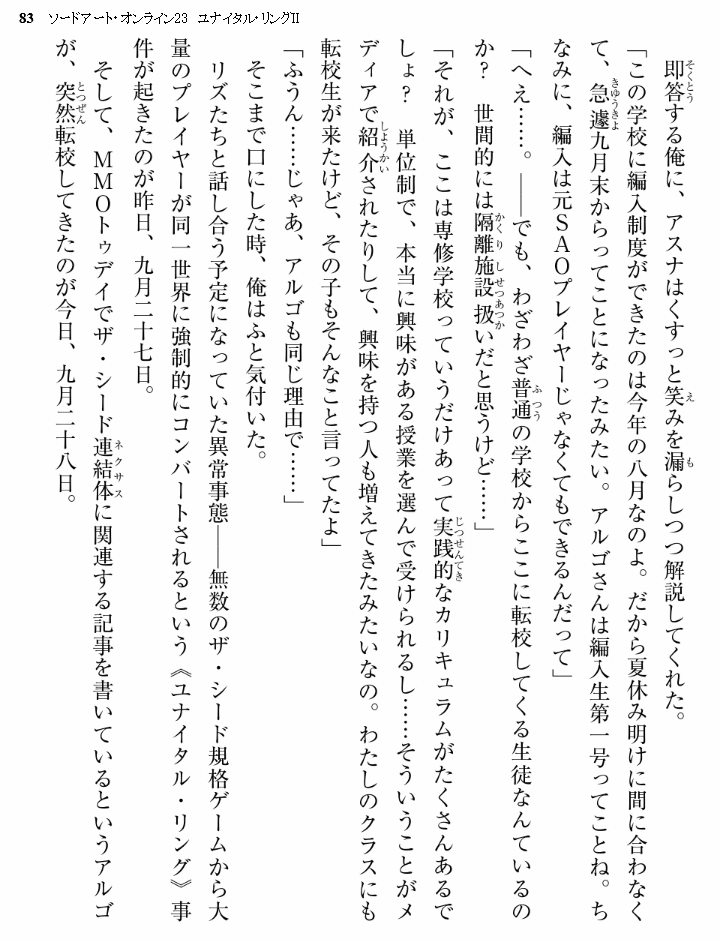 83 ソードアート・オンライン23 ユナイタル・リングⅡ
　即答する俺に、アスナはくすっと笑みを漏らしつつ解説してくれた。
「この学校に編入制度ができたのは今年の八月なのよ。だから夏休み明けに間に合わなく
て、急遽九月末からってことになったみたい。アルゴさんは編入生第一号ってことね。ち
なみに、編入は元SAOプレイヤーじゃなくてもできるんだって」
「へえ……。――でも、わざわざ普通の学校からここに転校してくる生徒なんているの
か？　世間的には隔離施設扱いだと思うけど……」
「それが、ここは専修学校っていうだけあって実践的なカリキュラムがたくさんあるで
しょ？　単位制で、本当に興味がある授業を選んで受けられるし……そういうことがメ
ディアで紹介されたりして、興味を持つ人も増えてきたみたいなの。わたしのクラスにも
転校生が来たけど、その子もそんなこと言ってたよ」
「ふうん……じゃあ、アルゴも同じ理由で……」
　そこまで口にした時、俺はふと気付いた。
　リズたちと話し合う予定になっていた異常事態――無数のザ・シード規格ゲームから大
量のプレイヤーが同一世界に強制的にコンバートされるという《ユナイタル・リング》事
件が起きたのが昨日、九月二十七日。
　そして、MMOトゥデイでザ・シード連結体に関連する記事を書いているというアルゴ
が、突然転校してきたのが今日、九月二十八日。